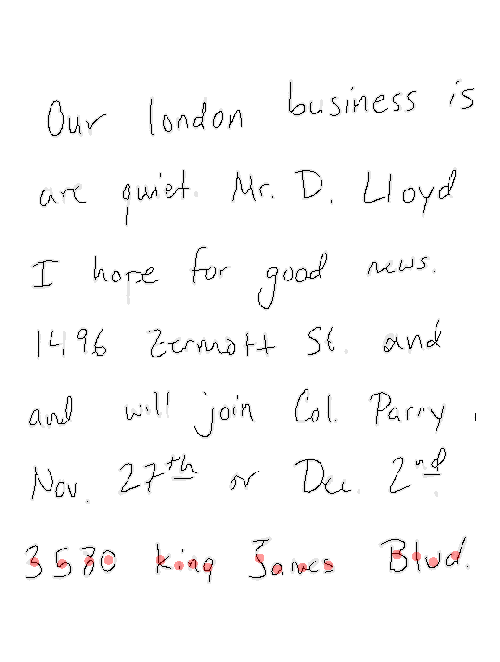 Our london business is
are quiet. Mr. D. Lloyd
I hope for good news.
1496 Zermott St. and
and will join Col. Parry,
Nov. 27th or Dec. 2nd
3580 King James Blvd.